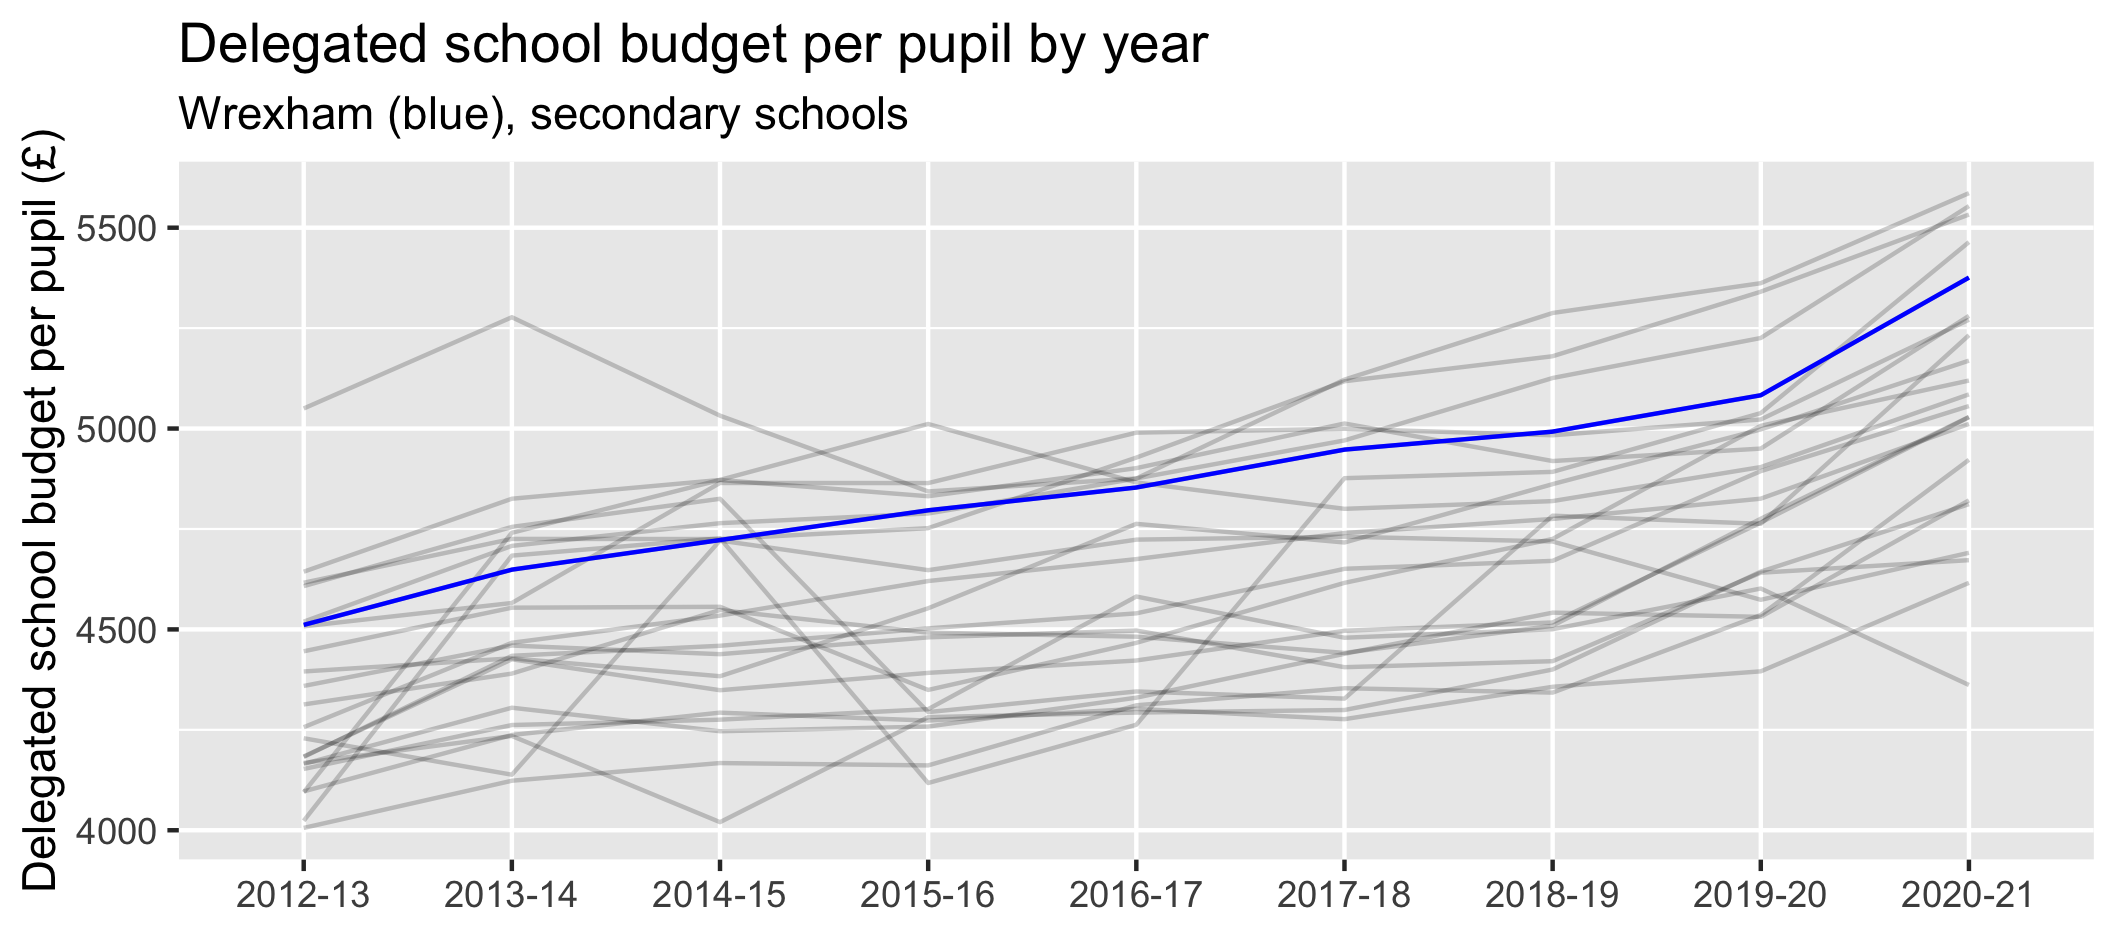 Delegated school budget per pupil by year
Wrexham (blue), secondary schools
Delegated school budget per pupil (£)
5500
5000
4500
4000
2012-13 2013-14 2014-15 2015-16 2016-17 2017-18 2018-19 2019-20 2020-21